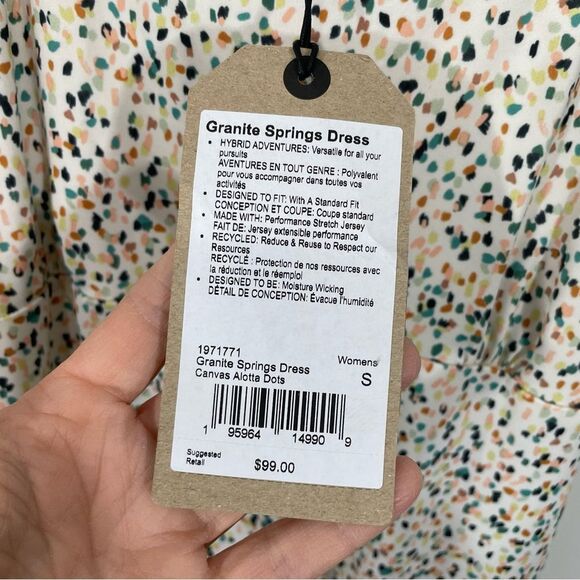 Granite Springs Dress
• HYBRID ADVENTURES: Versatile for all your
pursuits
AVENTURES EN TOUT GENRE : Polyvalent
pour vous accompagner dans toutes vos
activités
• DESIGNED TO FIT: With A Standard Fit
CONCEPTION ET COUPE: Coupe standard
• MADE WITH: Performance Stretch Jersey
FAIT DE: Jersey extensible performance
• RECYCLED: Reduce & Reuse to Respect our
Resources
RECYCLÉ : Protection de nos ressources avec
la réduction et le réemploi
• DESIGNED TO BE: Moisture Wicking
DÉTAIL DE CONCEPTION: Évacue l'humidité
1971771
Granite Springs Dress Womens
Canvas Alotta Dots S
1 95964 14990 9
Suggested
Retail $99.00